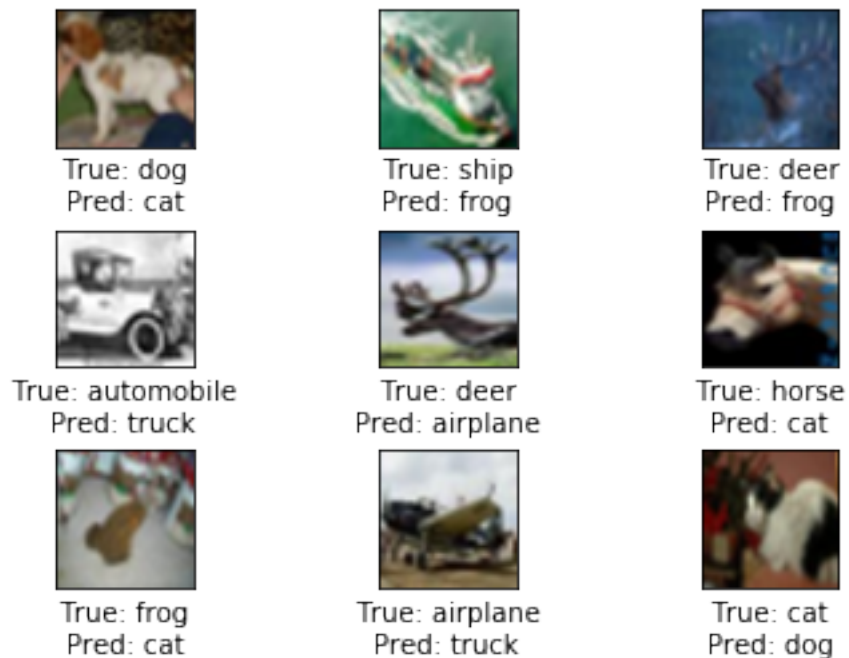 True: dog
Pred: cat
True: ship
Pred: frog
True: deer
Pred: frog
True: automobile
Pred: truck
True: deer
Pred: airplane
True: horse
Pred: cat
True: frog
Pred: cat
True: airplane
Pred: truck
True: cat
Pred: dog